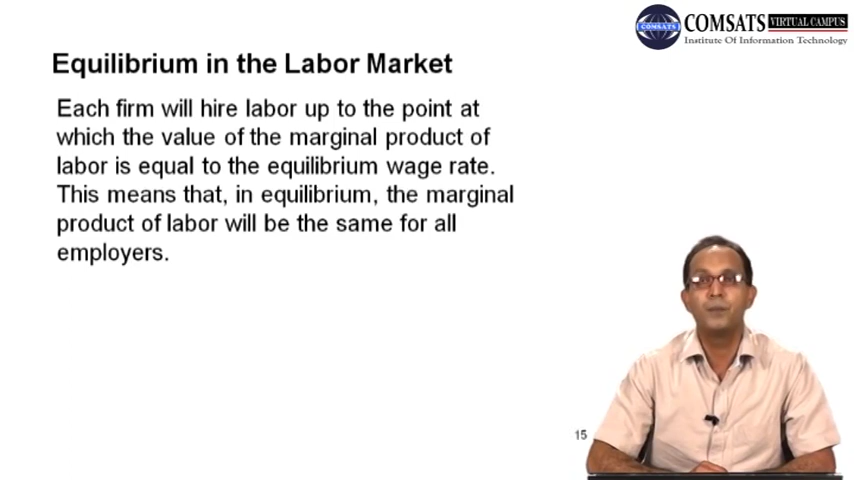 COMSATS VIRTUAL CAMPUS
Institute Of Information Technology
COMSATS
Equilibrium in the Labor Market
Each firm will hire labor up to the point at
which the value of the marginal product of
labor is equal to the equilibrium wage rate.
This means that, in equilibrium, the marginal
product of labor will be the same for all
employers.
15